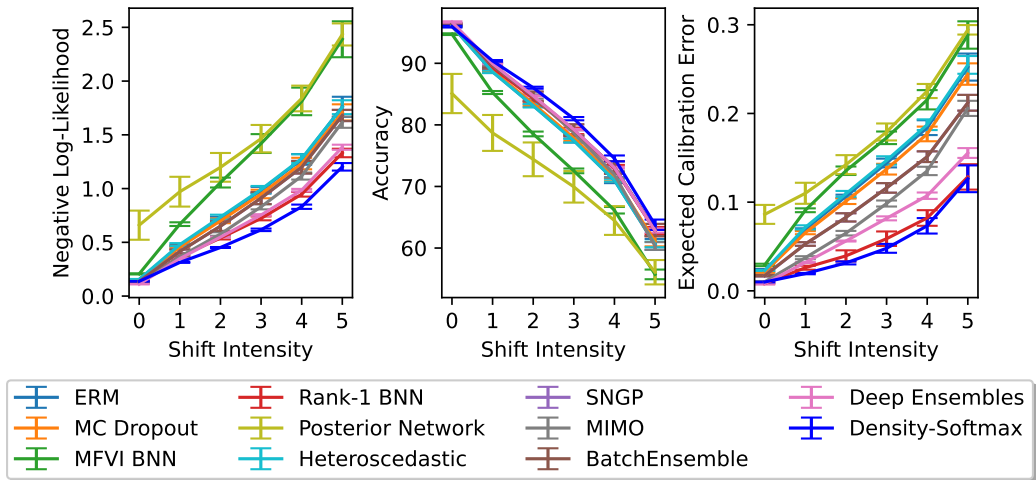 Negative Log-Likelihood
2.5
2.0
1.5
1.0
0.5
0.0
0 1 2 3 4 5
Shift Intensity
Accuracy
90
80
70
60
0 1 2 3 4 5
Shift Intensity
Expected Calibration Error
0.3
0.2
0.1
0.0
0 1 2 3 4 5
Shift Intensity
ERM
MC Dropout
MFVI BNN
Rank-1 BNN
Posterior Network
Heteroscedastic
SNGP
MIMO
BatchEnsemble
Deep Ensembles
Density-Softmax